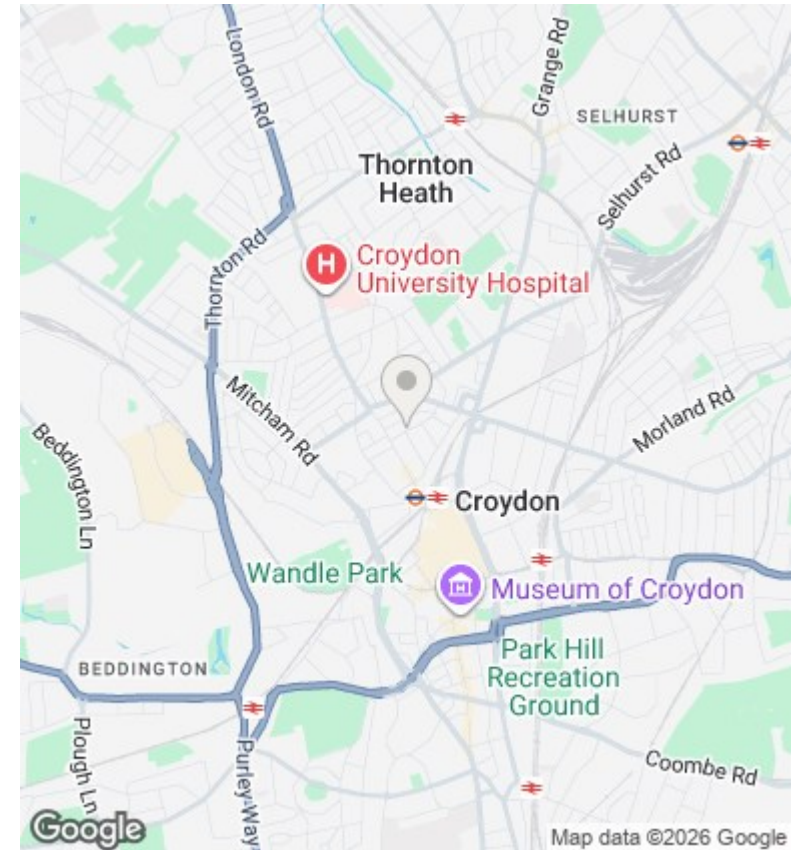 London Rd
Grange Rd
SELHURST
Thornton
Heath
Selhurst Rd
Croydon
University Hospital
H
Thornton Rd
Mitcham Rd
Morland Rd
Beddington Ln
Croydon
Wandle Park
Museum of Croydon
BEDDINGTON
Park Hill
Recreation
Ground
Plough Ln
Purley Way
Coombe Rd
Google
Map data ©2026 Google